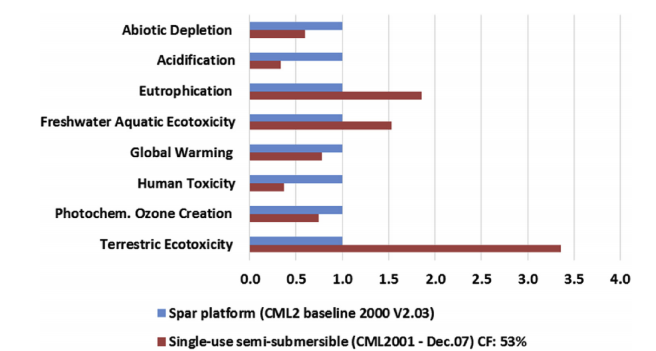 Abiotic Depletion
Acidification
Eutrophication
Freshwater Aquatic Ecotoxicity
Global Warming
Human Toxicity
Photochem. Ozone Creation
Terrestric Ecotoxicity
0.0 0.5 1.0 1.5 2.0 2.5 3.0 3.5 4.0
Spar platform (CML2 baseline 2000 V2.03)
Single-use semi-submersible (CML2001 - Dec.07) CF: 53%